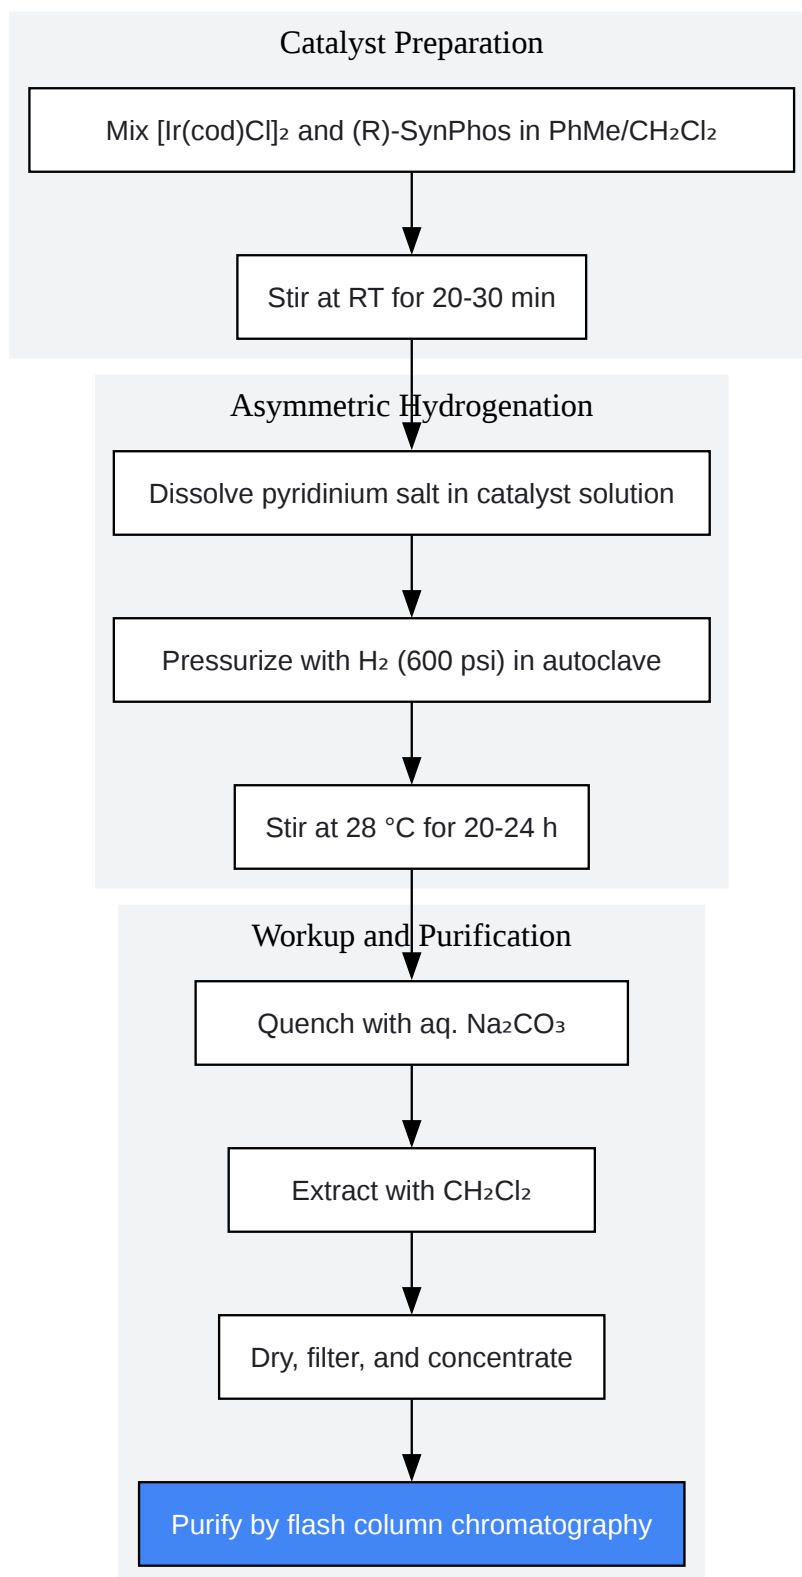 Catalyst Preparation
Mix [Ir(cod)Cl]₂ and (R)-SynPhos in PhMe/CH₂Cl₂
Stir at RT for 20-30 min
Asymmetric Hydrogenation
Dissolve pyridinium salt in catalyst solution
Pressurize with H₂ (600 psi) in autoclave
Stir at 28 °C for 20-24 h
Workup and Purification
Quench with aq. Na₂CO₃
Extract with CH₂Cl₂
Dry, filter, and concentrate
Purify by flash column chromatography